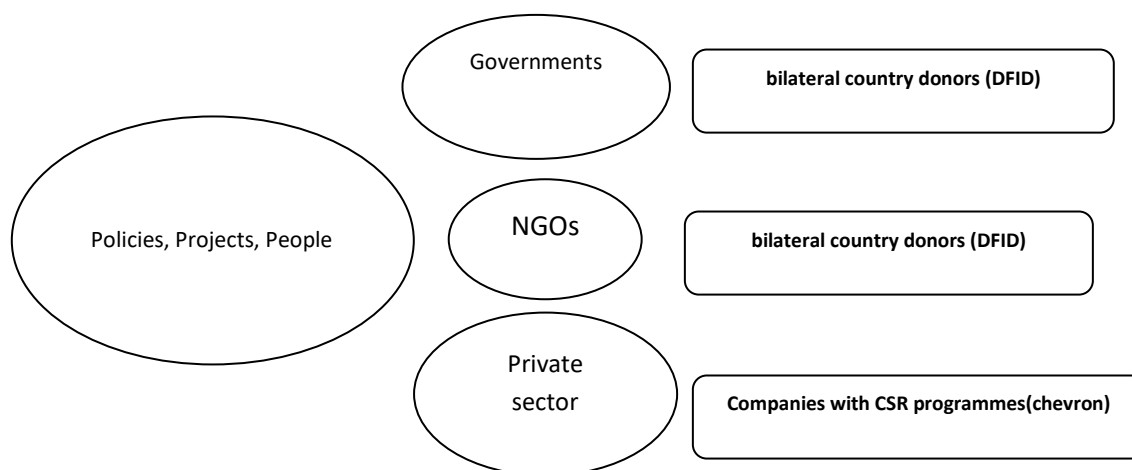 Governments
bilateral country donors (DFID)
Policies, Projects, People
NGOs
bilateral country donors (DFID)
Private
sector
Companies with CSR programmes(chevron)